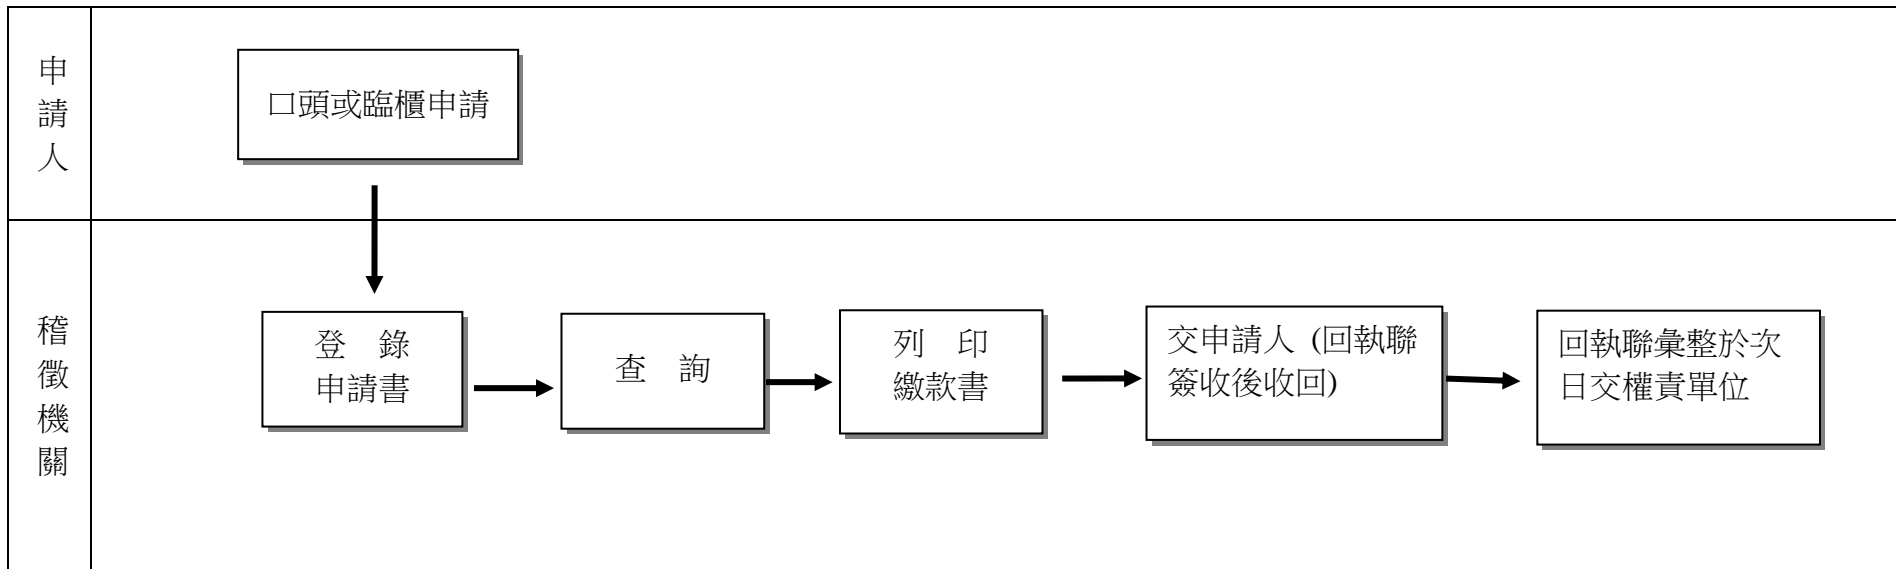 申請人
口頭或臨櫃申請
稽徵機關
登　錄
申請書
查　詢
列　印
繳款書
交申請人 (回執聯
簽收後收回)
回執聯彙整於次
日交權責單位